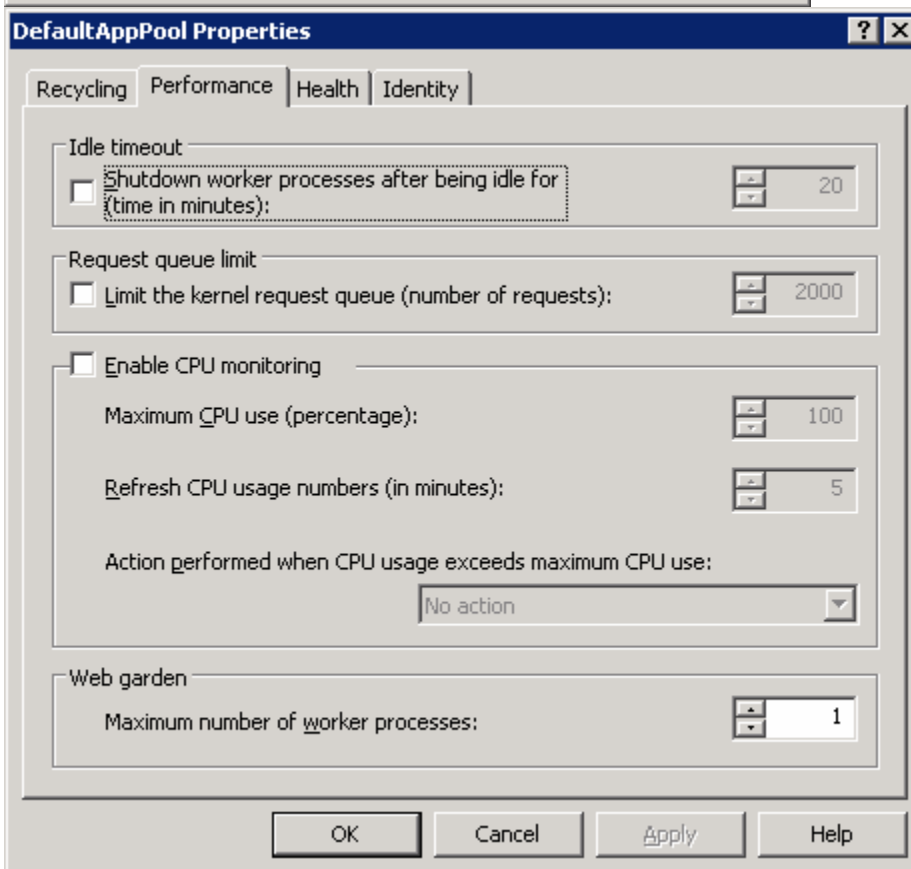 DefaultAppPool Properties
Recycling Performance Health Identity
Idle timeout
Shutdown worker processes after being idle for
(time in minutes):
20
Request queue limit
Limit the kernel request queue (number of requests):
2000
Enable CPU monitoring
Maximum CPU use (percentage):
100
Refresh CPU usage numbers (in minutes):
5
Action performed when CPU usage exceeds maximum CPU use:
No action
Web garden
Maximum number of worker processes:
1
OK Cancel Apply Help